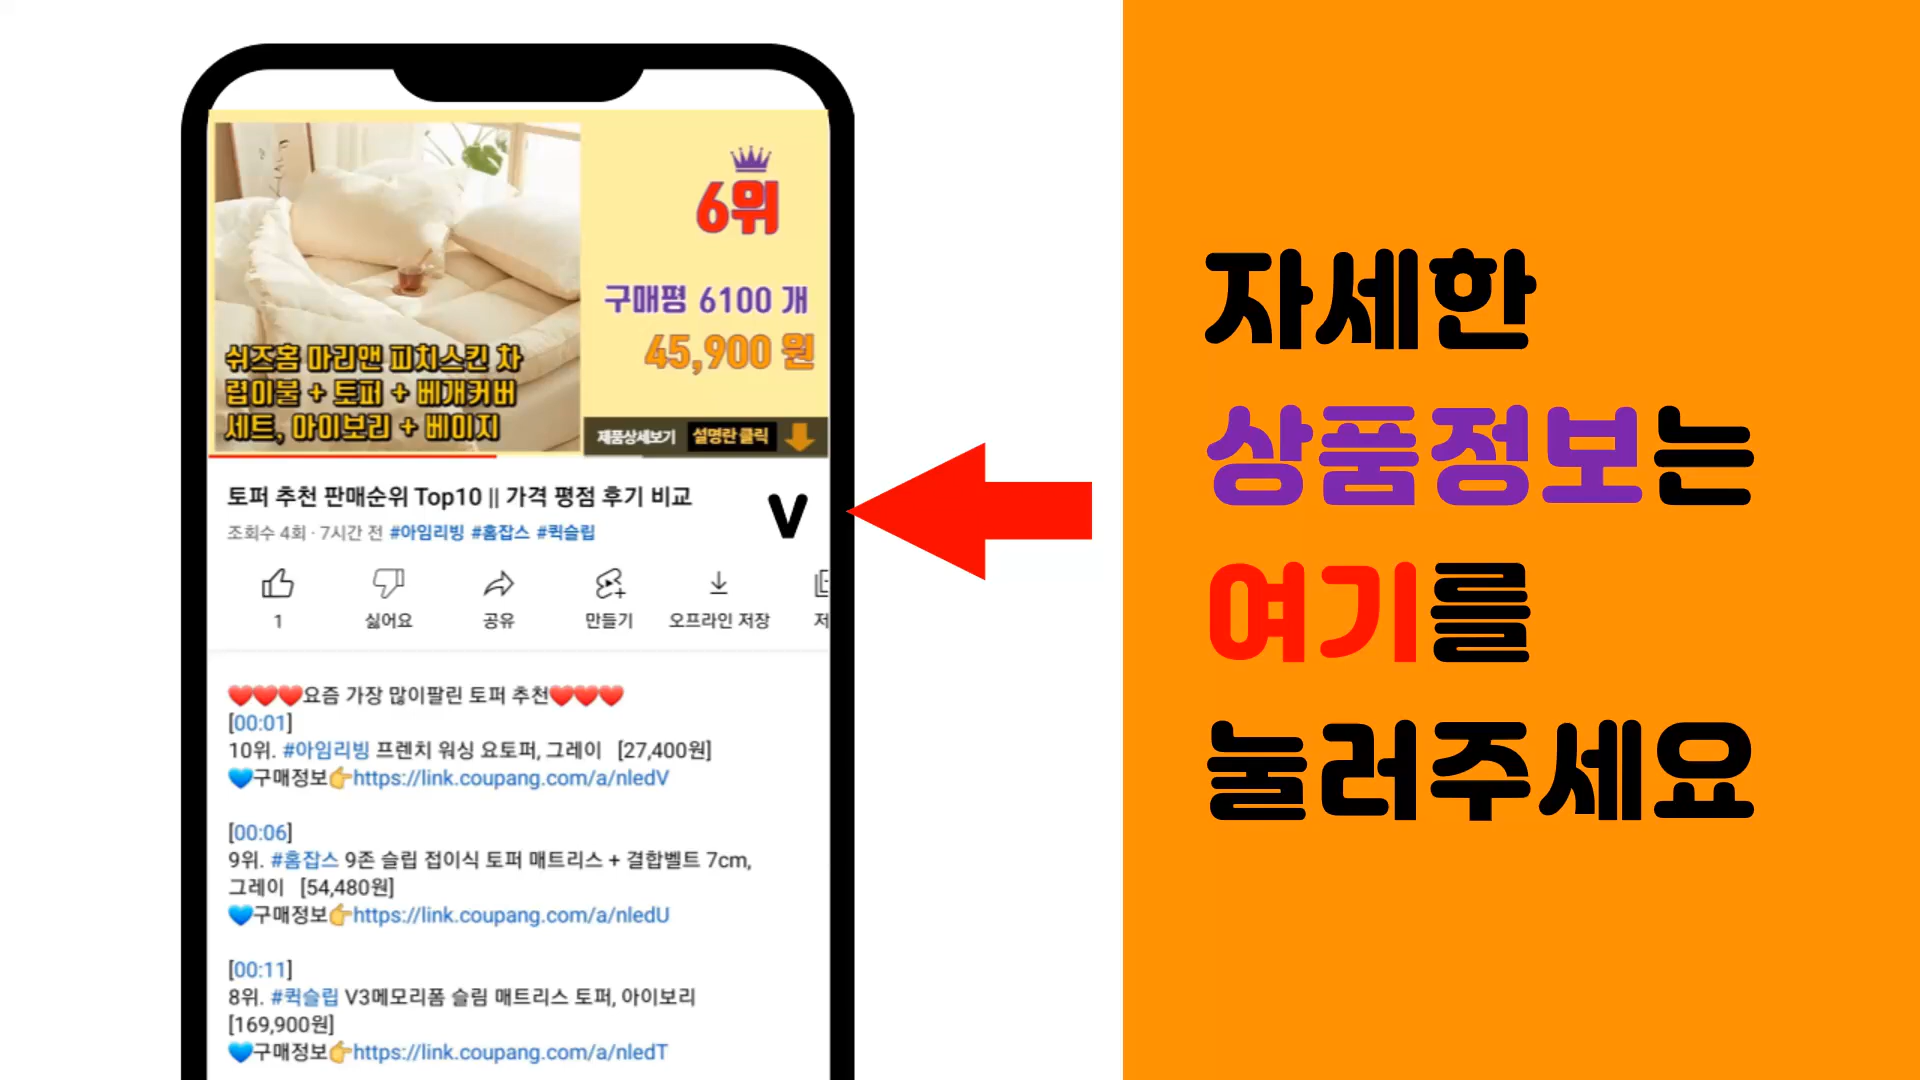 6위
구매평 6100 개
45,900 원
쉬즈홈 마리앤 피치스킨 차
렵이불 + 토퍼 + 베개커버
세트, 아이보리 + 베이지
제품상세보기 설명란 클릭
토퍼 추천 판매순위 Top10 || 가격 평점 후기 비교
V
조회수 4회 · 7시간 전 #아임리빙 #홈잡스 #퀵슬립
1 싫어요 공유 만들기 오프라인 저장 저
❤️❤️❤️요즘 가장 많이팔린 토퍼 추천❤️❤️❤️
[00:01]
10위. #아임리빙 프렌치 워싱 요토퍼, 그레이 [27,400원]
💙구매정보👉https://link.coupang.com/a/nledV
[00:06]
9위. #홈잡스 9존 슬립 접이식 토퍼 매트리스 + 결합벨트 7cm,
그레이 [54,480원]
💙구매정보👉https://link.coupang.com/a/nledU
[00:11]
8위. #퀵슬립 V3메모리폼 슬림 매트리스 토퍼, 아이보리
[169,900원]
💙구매정보👉https://link.coupang.com/a/nledT
자세한
상품정보는
여기를
눌러주세요